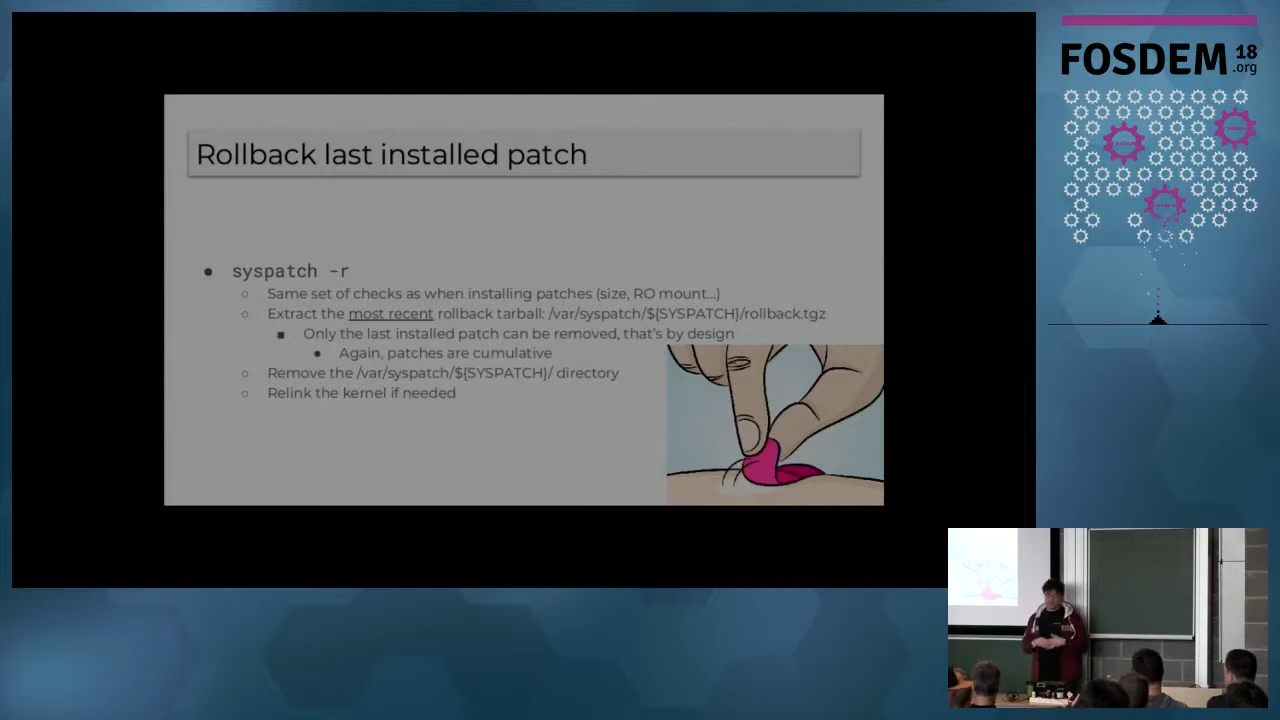 Rollback last installed patch
● syspatch -r
○ Same set of checks as when installing patches (size, RO mount...)
○ Extract the most recent rollback tarball: /var/syspatch/${SYSPATCH}/rollback.tgz
■ Only the last installed patch can be removed, that's by design
● Again, patches are cumulative
○ Remove the /var/syspatch/${SYSPATCH}/ directory
○ Relink the kernel if needed
FOSDEM 18
.org